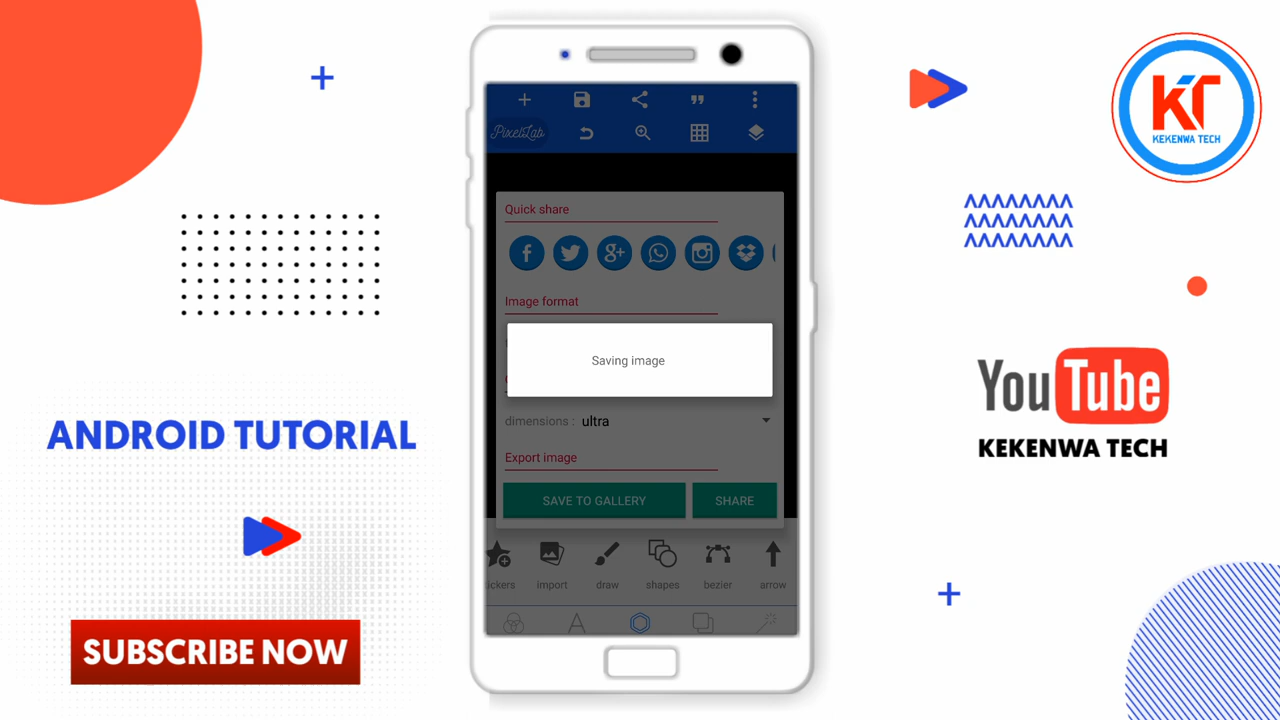 PixelLab
Quick share
Image format
Saving image
dimensions : ultra
Export image
SAVE TO GALLERY
SHARE
ickers
import
draw
shapes
bezier
arrow
KT
KEKENWA TECH
YouTube
KEKENWA TECH
ANDROID TUTORIAL
SUBSCRIBE NOW